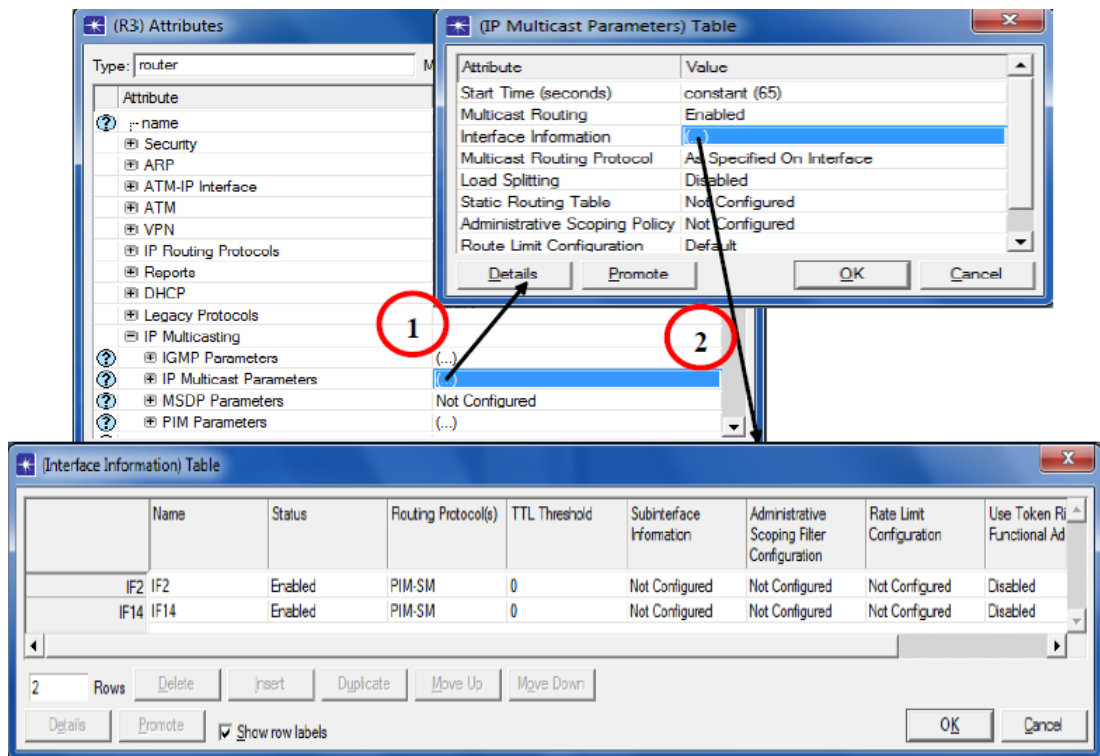 (R3) Attributes
Type: router
M
Attribute
name
Security
ARP
ATM-IP Interface
ATM
VPN
IP Routing Protocols
Reports
DHCP
Legacy Protocols
IP Multicasting
IGMP Parameters (...)
IP Multicast Parameters (...)
MSDP Parameters Not Configured
PIM Parameters (...)
1
(IP Multicast Parameters) Table
Attribute Value
Start Time (seconds) constant (65)
Multicast Routing Enabled
Interface Information (...)
Multicast Routing Protocol As Specified On Interface
Load Splitting Disabled
Static Routing Table Not Configured
Administrative Scoping Policy Not Configured
Route Limit Configuration Default
Details Promote OK Cancel
2
(Interface Information) Table
Name Status Routing Protocol(s) TTL Threshold Subinterface Information Administrative Scoping Filter Configuration Rate Limit Configuration Use Token Ri Functional Ad
IF2 IF2 Enabled PIM-SM 0 Not Configured Not Configured Not Configured Disabled
IF14 IF14 Enabled PIM-SM 0 Not Configured Not Configured Not Configured Disabled
2 Rows Delete Insert Duplicate Move Up Move Down
Details Promote Show row labels OK Cancel